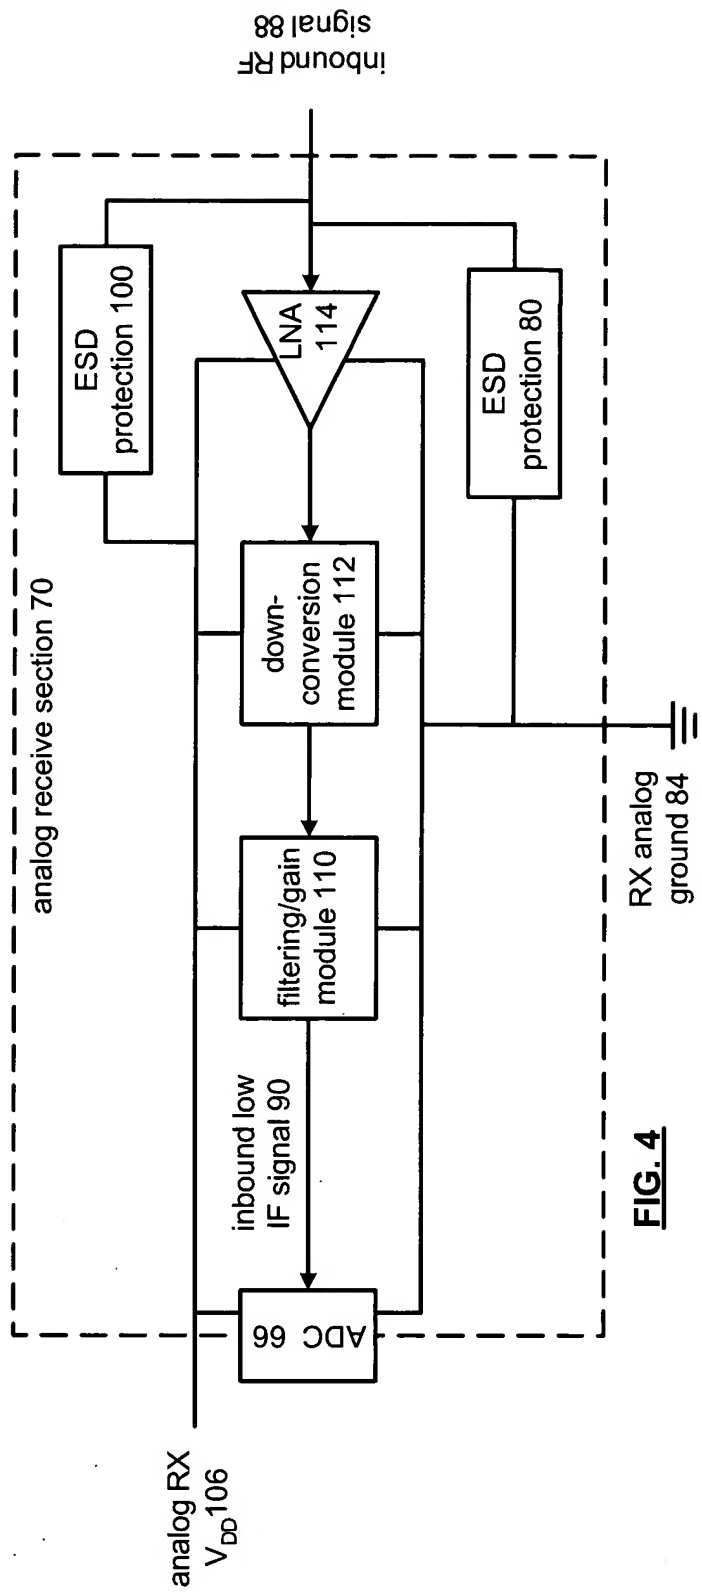 analog receive section 70
ESD
protection 100
inbound RF
signal 88
LNA
114
down-
conversion
module 112
filtering/gain
module 110
inbound low
IF signal 90
ADC 66
analog RX
VDD106
ESD
protection 80
RX analog
ground 84
FIG. 4